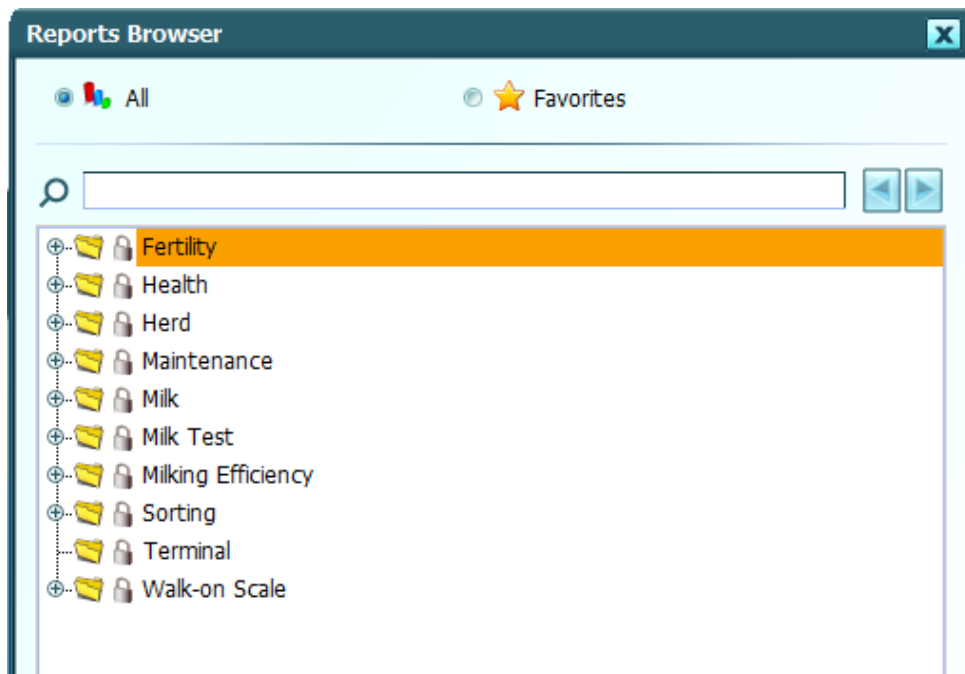 Reports Browser
All
Favorites
Fertility
Health
Herd
Maintenance
Milk
Milk Test
Milking Efficiency
Sorting
Terminal
Walk-on Scale